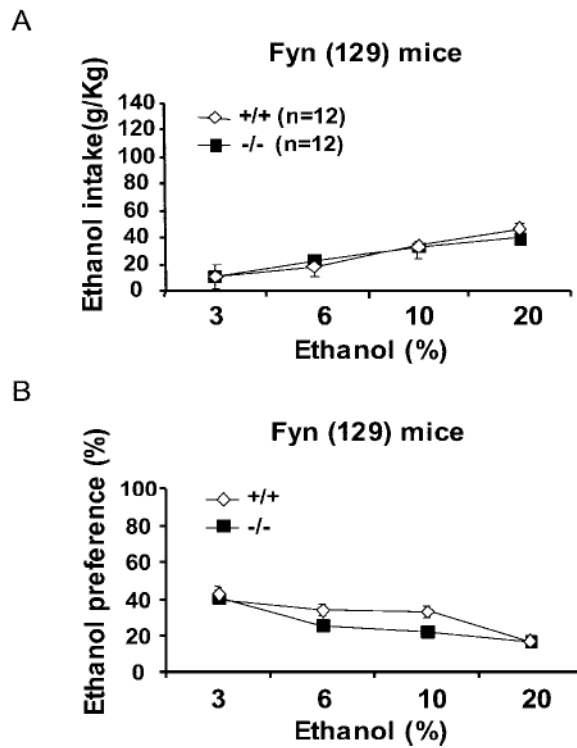 A
Fyn (129) mice
Ethanol intake(g/Kg)
140
120
100
80
60
40
20
0
+/+ (n=12)
-/- (n=12)
3 6 10 20
Ethanol (%)
B
Fyn (129) mice
Ethanol preference (%)
100
80
60
40
20
0
+/+
-/-
3 6 10 20
Ethanol (%)